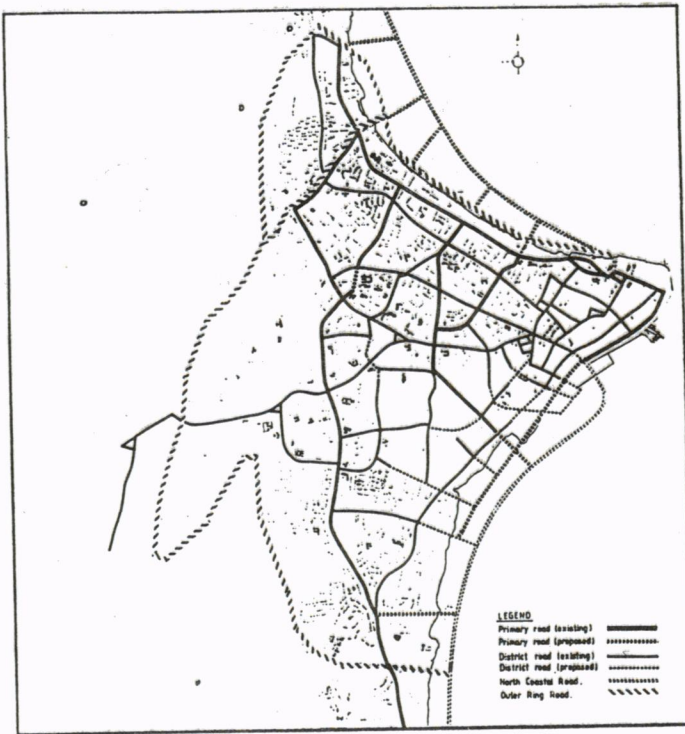 LEGEND
Primary road (existing)
Primary road (proposed)
District road (existing)
District road (proposed)
North Coastal Road.
Outer Ring Road.